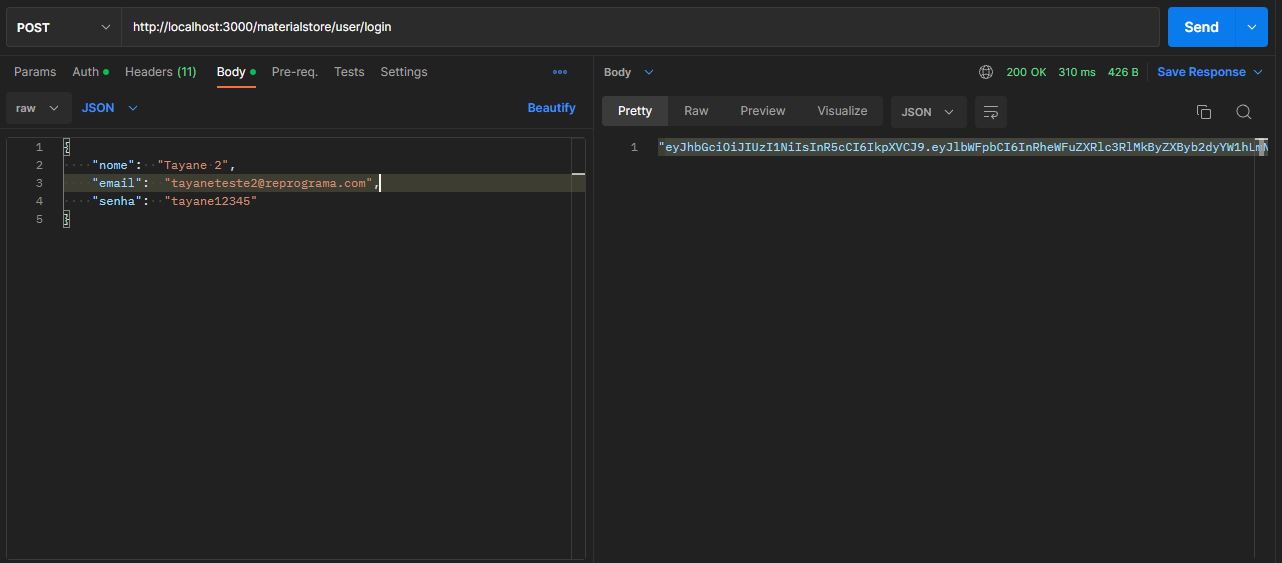 POST http://localhost:3000/materialstore/user/login Send
Params Auth Headers (11) Body Pre-req. Tests Settings
raw JSON Beautify
1 {
2 "nome": "Tayane 2",
3 "email": "tayaneteste2@reprograma.com",
4 "senha": "tayane12345"
5 }
Body 200 OK 310 ms 426 B Save Response
Pretty Raw Preview Visualize JSON
1 "eyJhbGciOiJIUzI1NiIsInR5cCI6IkpXVCJ9.eyJlbWFpbCI6InRheWFuZXRlc3RlMkByZXByb2dyYW1hLmN